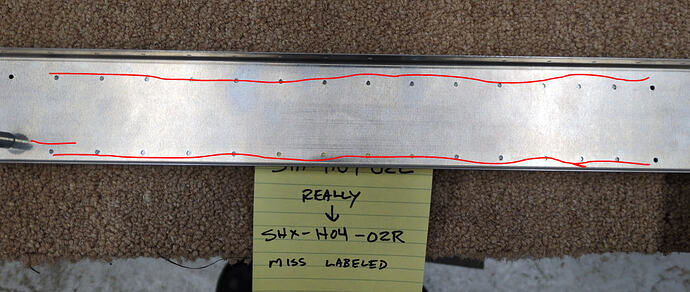 REALLY
↓
SHX-H04-02R
MISS LABELED